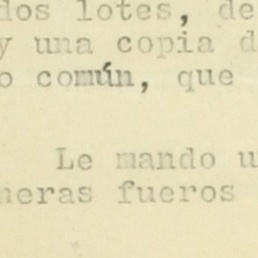 dos lotes, de
y una copia d
o común, que
Le mando u
neras fueros